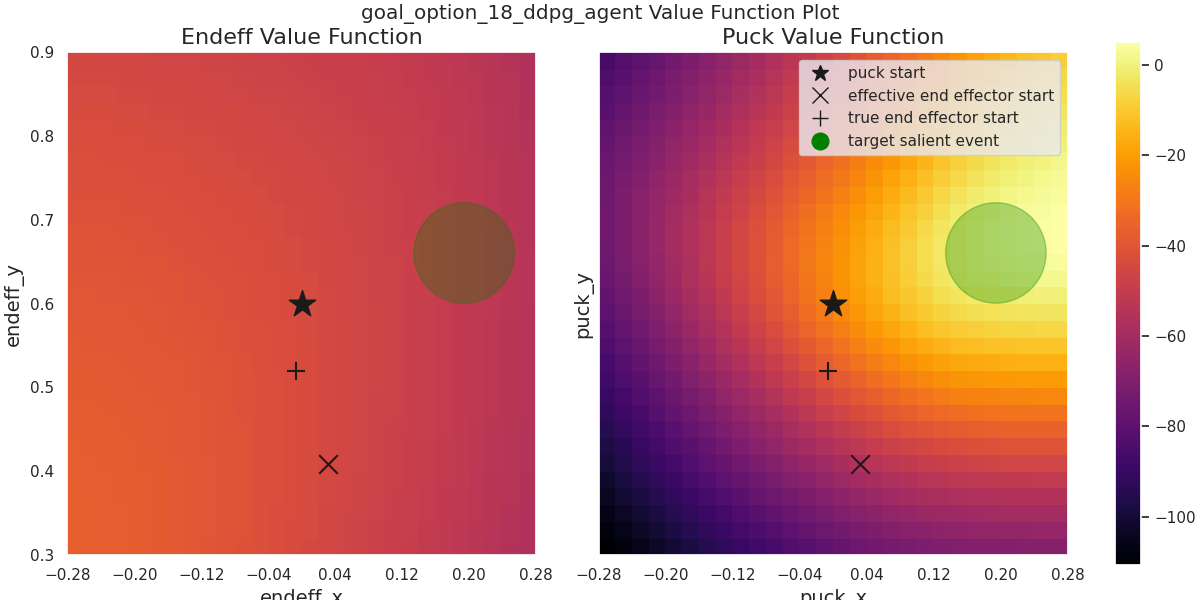 goal_option_18_ddpg_agent Value Function Plot
Endeff Value Function
Puck Value Function
puck start
effective end effector start
true end effector start
target salient event
endeff_y
0.9
0.8
0.7
0.6
0.5
0.4
0.3
−0.28 −0.20 −0.12 −0.04 0.04 0.12 0.20 0.28
endeff_x
puck_y
−0.28 −0.20 −0.12 −0.04 0.04 0.12 0.20 0.28
puck_x
0
−20
−40
−60
−80
−100